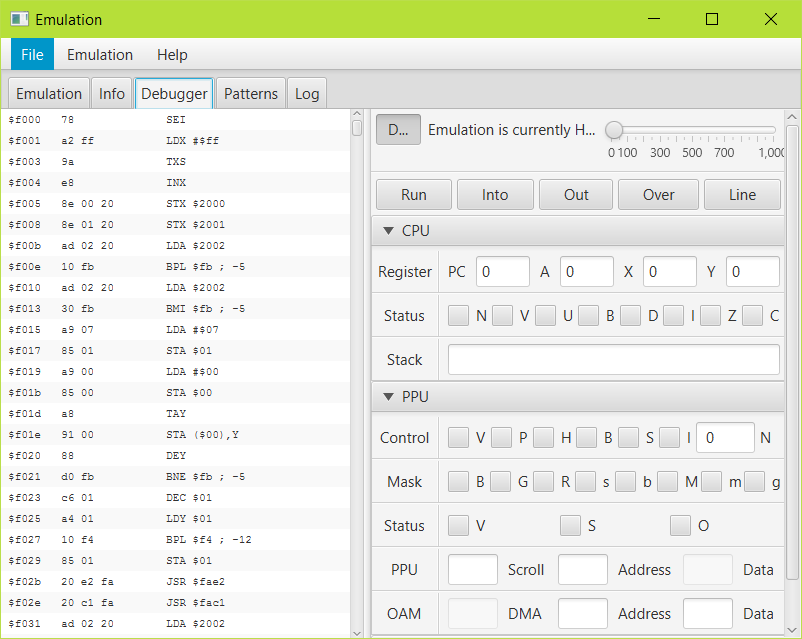 Emulation
File Emulation Help
Emulation Info Debugger Patterns Log
$f000 78 SEI
$f001 a2 ff LDX #$ff
$f003 9a TXS
$f004 e8 INX
$f005 8e 00 20 STX $2000
$f008 8e 01 20 STX $2001
$f00b ad 02 20 LDA $2002
$f00e 10 fb BPL $fb ; -5
$f010 ad 02 20 LDA $2002
$f013 30 fb BMI $fb ; -5
$f015 a9 07 LDA #$07
$f017 85 01 STA $01
$f019 a9 00 LDA #$00
$f01b 85 00 STA $00
$f01d a8 TAY
$f01e 91 00 STA ($00),Y
$f020 88 DEY
$f021 d0 fb BNE $fb ; -5
$f023 c6 01 DEC $01
$f025 a4 01 LDY $01
$f027 10 f4 BPL $f4 ; -12
$f029 85 01 STA $01
$f02b 20 e2 fa JSR $fae2
$f02e 20 c1 fa JSR $fac1
$f031 ad 02 20 LDA $2002
D... Emulation is currently H...
0 100 300 500 700 1,000
Run Into Out Over Line
CPU
Register PC 0 A 0 X 0 Y 0
Status N V U B D I Z C
Stack
PPU
Control V P H B S I 0 N
Mask B G R s b M m g
Status V S O
PPU Scroll Address Data
OAM DMA Address Data